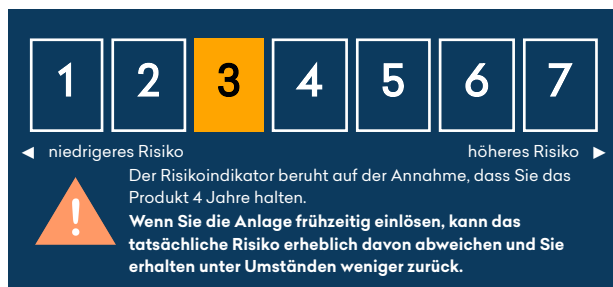 1 2 3 4 5 6 7
◄ niedrigeres Risiko höheres Risiko ►
Der Risikoindikator beruht auf der Annahme, dass Sie das
Produkt 4 Jahre halten.
!
Wenn Sie die Anlage frühzeitig einlösen, kann das
tatsächliche Risiko erheblich davon abweichen und Sie
erhalten unter Umständen weniger zurück.